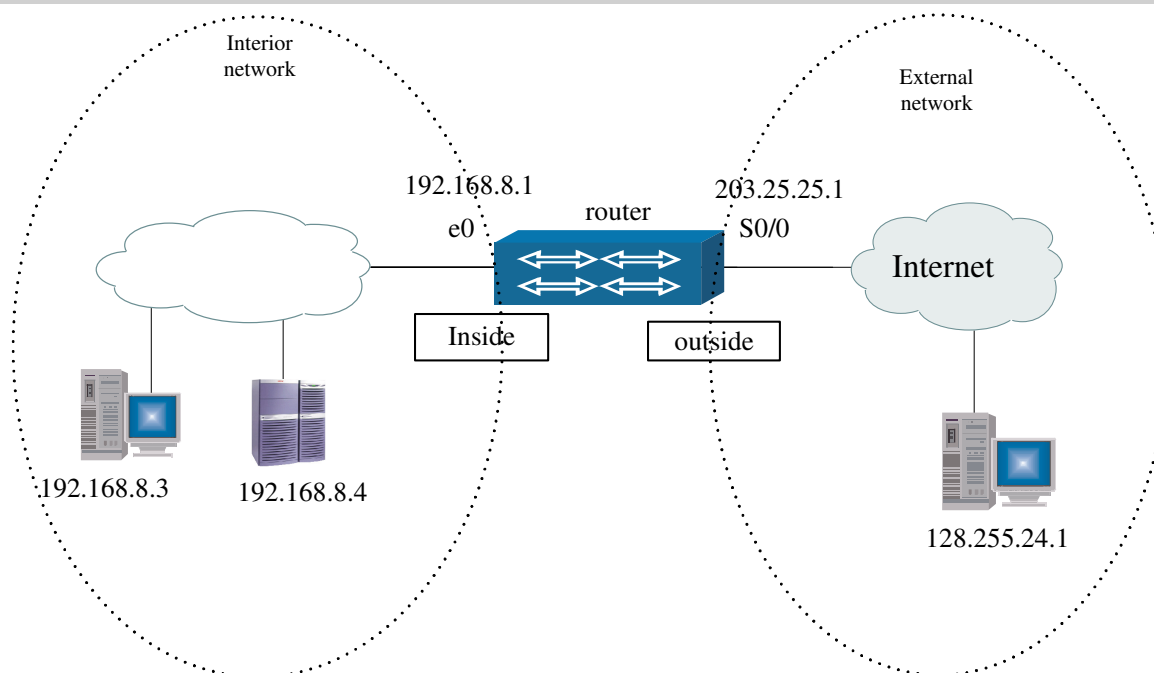 Interior
network
External
network
192.168.8.1
203.25.25.1
router
e0
S0/0
Internet
Inside
outside
192.168.8.3
192.168.8.4
128.255.24.1